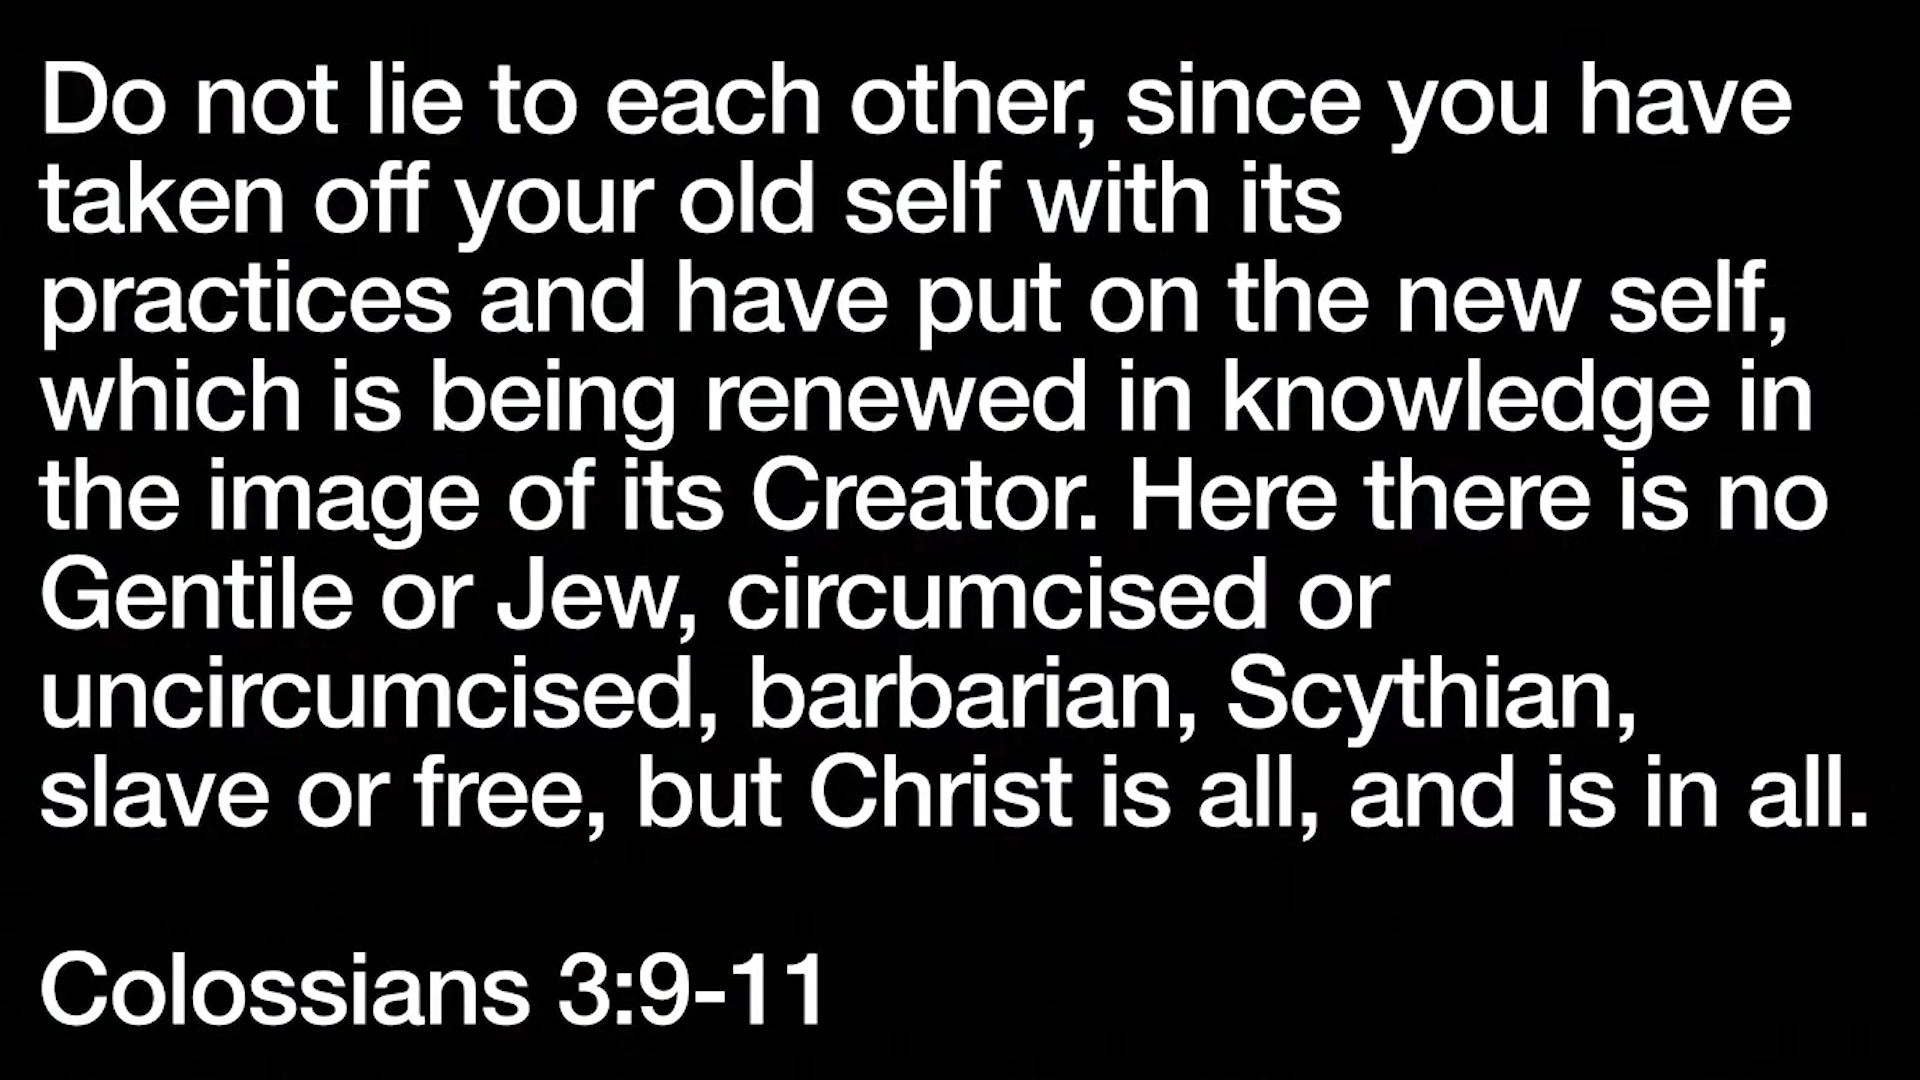 Do not lie to each other, since you have
taken off your old self with its
practices and have put on the new self,
which is being renewed in knowledge in
the image of its Creator. Here there is no
Gentile or Jew, circumcised or
uncircumcised, barbarian, Scythian,
slave or free, but Christ is all, and is in all.
Colossians 3:9-11